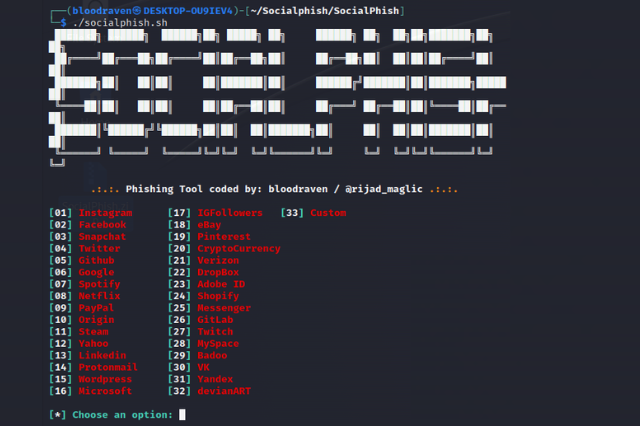 (bloodraven㉿DESKTOP-OU9IEV4)-[~/Socialphish/SocialPhish]
$ ./socialphish.sh
SOCIALPHISH
.:.:. Phishing Tool coded by: bloodraven / @rijad_maglic .:.:.
[01] Instagram [17] IGFollowers [33] Custom
[02] Facebook [18] eBay
[03] Snapchat [19] Pinterest
[04] Twitter [20] CryptoCurrency
[05] Github [21] Verizon
[06] Google [22] DropBox
[07] Spotify [23] Adobe ID
[08] Netflix [24] Shopify
[09] PayPal [25] Messenger
[10] Origin [26] GitLab
[11] Steam [27] Twitch
[12] Yahoo [28] MySpace
[13] Linkedin [29] Badoo
[14] Protonmail [30] VK
[15] Wordpress [31] Yandex
[16] Microsoft [32] devianART
[*] Choose an option: